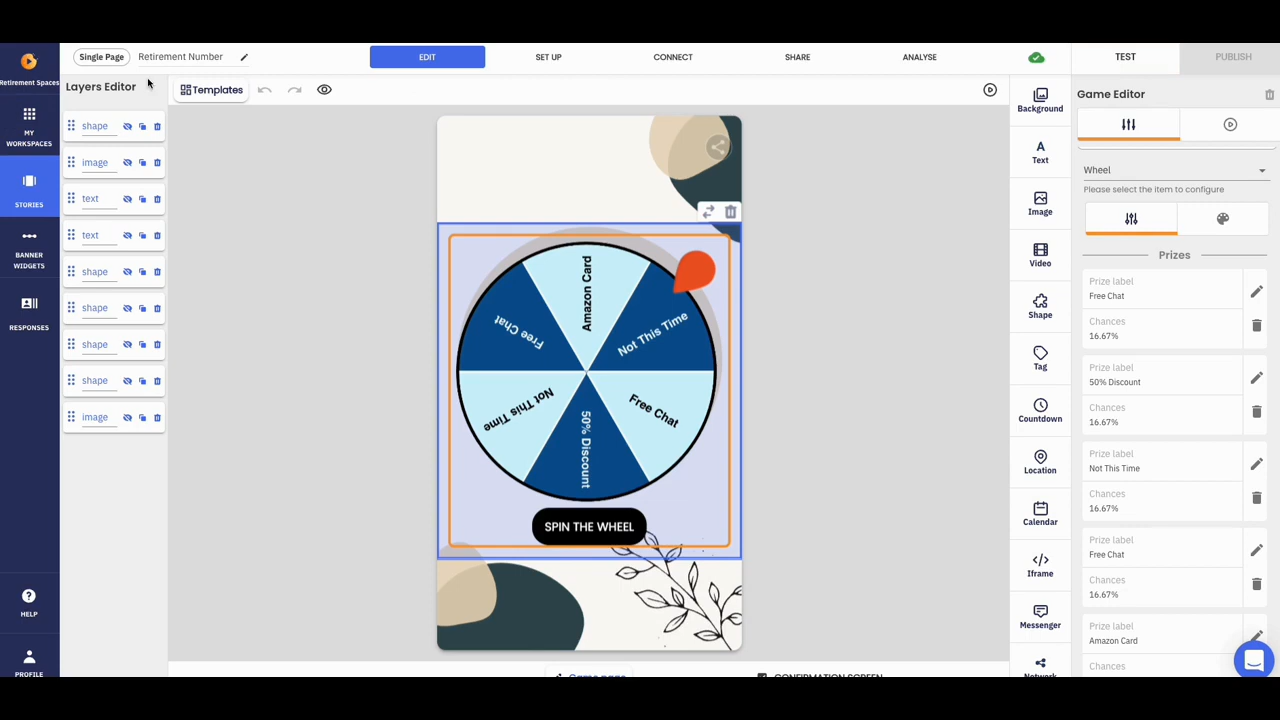 Single Page
Retirement Number
EDIT
SET UP
CONNECT
SHARE
ANALYSE
TEST
PUBLISH
Retirement Spaces
MY
WORKSPACES
STORIES
BANNER
WIDGETS
RESPONSES
HELP
PROFILE
Layers Editor
shape
image
text
text
shape
shape
shape
shape
image
Templates
Amazon Card
Not This Time
Free Chat
50% Discount
Not This Time
Free Chat
SPIN THE WHEEL
Game page
CONFIRMATION SCREEN
Background
Text
Image
Video
Shape
Tag
Countdown
Location
Calendar
Iframe
Messenger
Network
Game Editor
Wheel
Please select the item to configure
Prizes
Prize label
Free Chat
Chances
16.67%
Prize label
50% Discount
Chances
16.67%
Prize label
Not This Time
Chances
16.67%
Prize label
Free Chat
Chances
16.67%
Prize label
Amazon Card
Chances